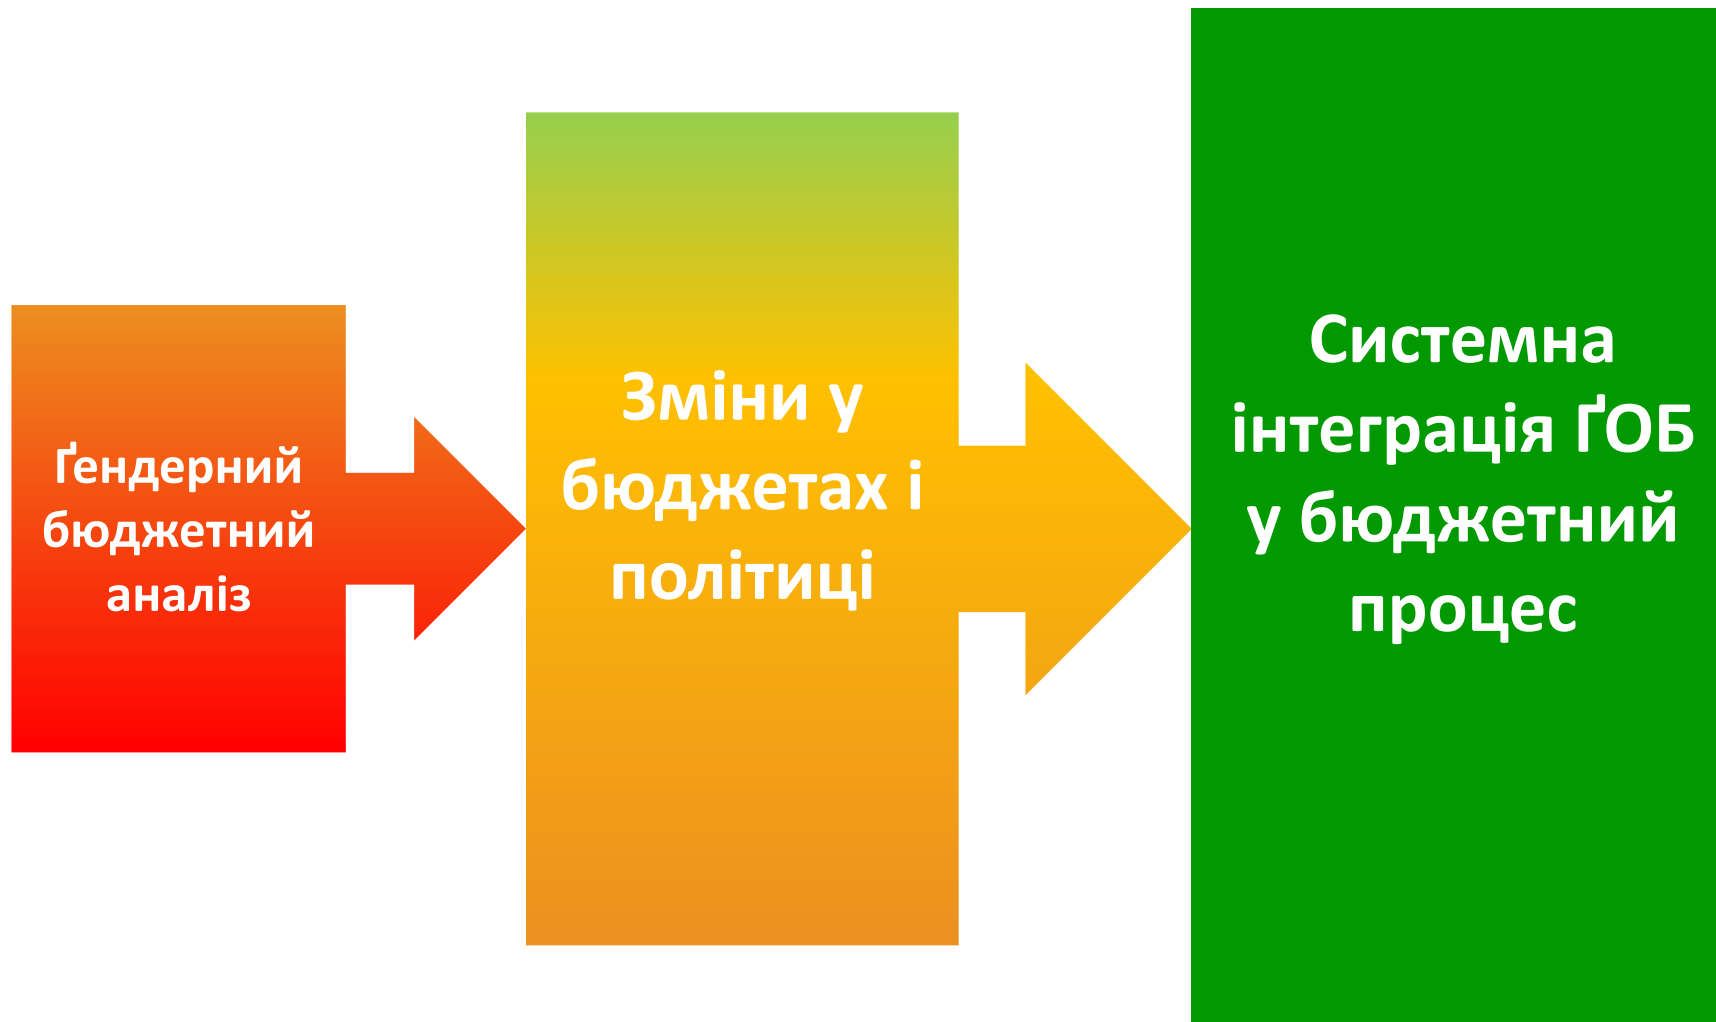 Ґендерний
бюджетний
аналіз
Зміни у
бюджетах і
політиці
Системна
інтеграція ҐОБ
у бюджетний
процес